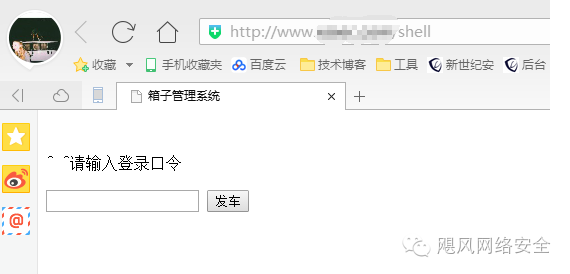 http://www. shell
收藏 手机收藏夹 百度云 技术博客 工具 新世纪安 后台
箱子管理系统
^ ^请输入登录口令
发车
飓风网络安全